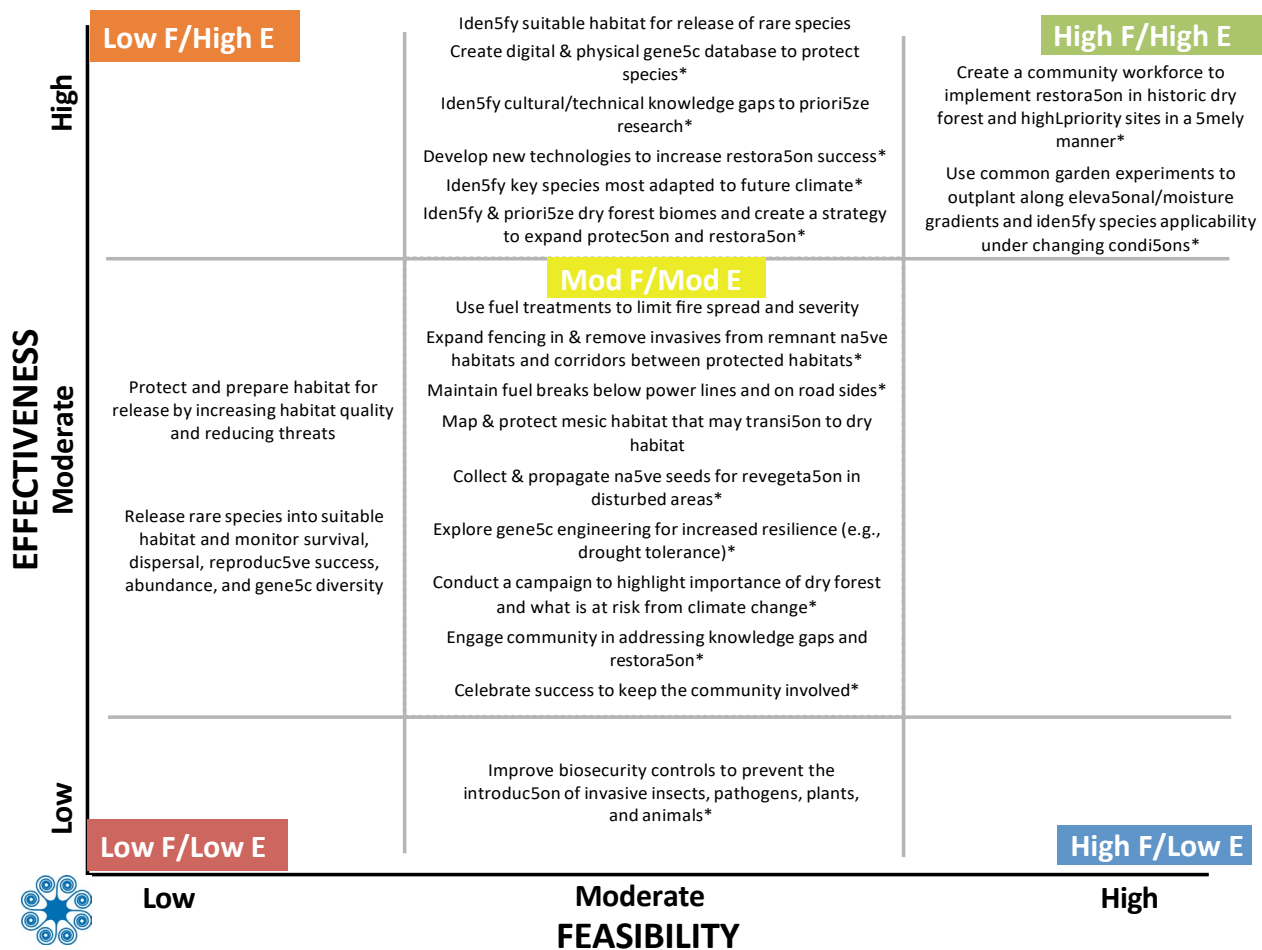 Low F/High E
High F/High E
Iden5fy suitable habitat for release of rare species
Create digital & physical gene5c database to protect
species*
Iden5fy cultural/technical knowledge gaps to priori5ze
research*
Develop new technologies to increase restora5on success*
Iden5fy key species most adapted to future climate*
Iden5fy & priori5ze dry forest biomes and create a strategy
to expand protec5on and restora5on*
Create a community workforce to
implement restora5on in historic dry
forest and highLpriority sites in a 5mely
manner*
Use common garden experiments to
outplant along eleva5onal/moisture
gradients and iden5fy species applicability
under changing condi5ons*
High
EFFECTIVENESS
Moderate
Protect and prepare habitat for
release by increasing habitat quality
and reducing threats
Release rare species into suitable
habitat and monitor survival,
dispersal, reproduc5ve success,
abundance, and gene5c diversity
Mod F/Mod E
Use fuel treatments to limit fire spread and severity
Expand fencing in & remove invasives from remnant na5ve
habitats and corridors between protected habitats*
Maintain fuel breaks below power lines and on road sides*
Map & protect mesic habitat that may transi5on to dry
habitat
Collect & propagate na5ve seeds for revegeta5on in
disturbed areas*
Explore gene5c engineering for increased resilience (e.g.,
drought tolerance)*
Conduct a campaign to highlight importance of dry forest
and what is at risk from climate change*
Engage community in addressing knowledge gaps and
restora5on*
Celebrate success to keep the community involved*
Low
Improve biosecurity controls to prevent the
introduc5on of invasive insects, pathogens, plants,
and animals*
Low F/Low E
High F/Low E
Low
Moderate
High
FEASIBILITY